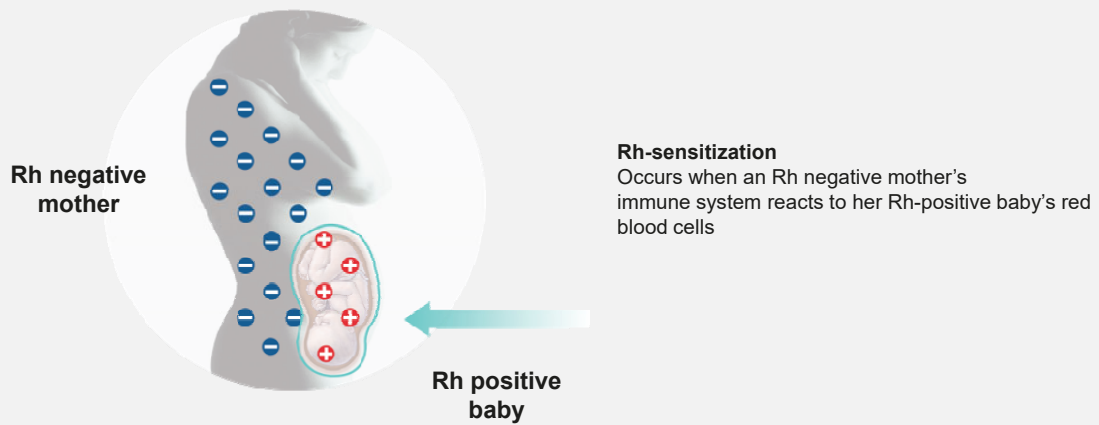 Rh negative
mother
Rh-sensitization
Occurs when an Rh negative mother's
immune system reacts to her Rh-positive baby's red
blood cells
Rh positive
baby